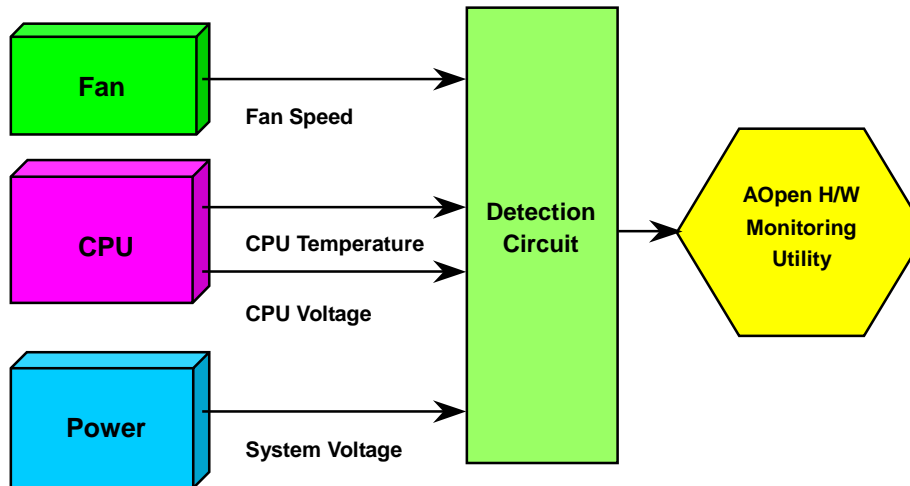 Fan
Fan Speed
CPU
CPU Temperature
CPU Voltage
Power
System Voltage
Detection
Circuit
AOpen H/W
Monitoring
Utility